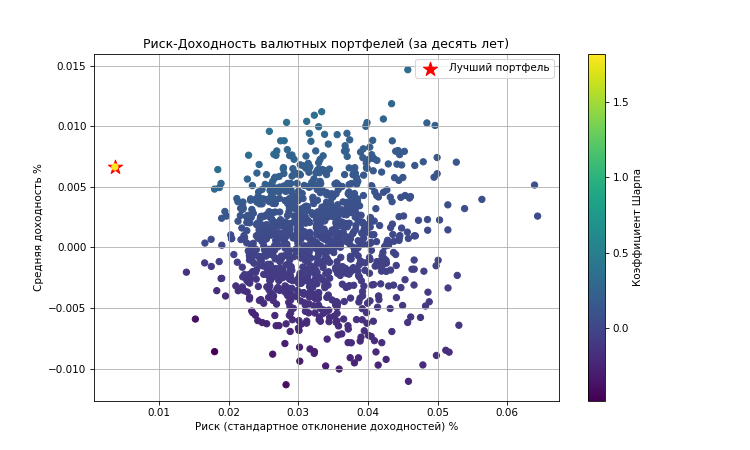 Риск-Доходность валютных портфелей (за десять лет)
Лучший портфель
Средняя доходность %
0.015
0.010
0.005
0.000
−0.005
−0.010
0.01 0.02 0.03 0.04 0.05 0.06
Риск (стандартное отклонение доходностей) %
1.5
1.0
0.5
0.0
Коэффициент Шарпа